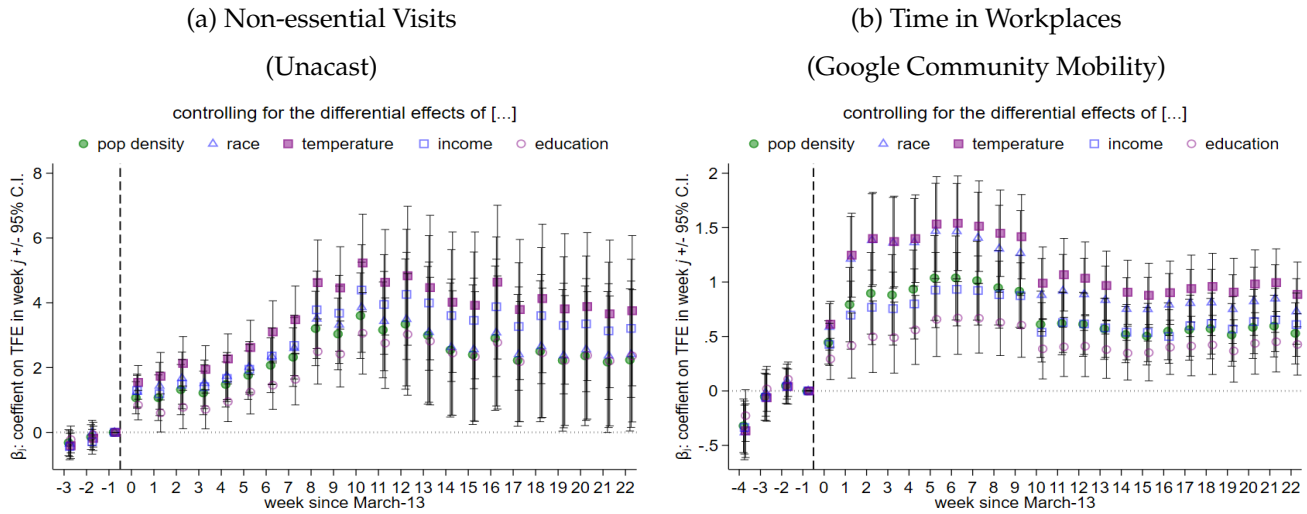 (a) Non-essential Visits
(Unacast)
controlling for the differential effects of [...]
pop density race temperature income education
βj: coeffient on TFE in week j +/- 95% C.I.
8
6
4
2
0
-3 -2 -1 0 1 2 3 4 5 6 7 8 9 10 11 12 13 14 15 16 17 18 19 20 21 22
week since March-13
(b) Time in Workplaces
(Google Community Mobility)
controlling for the differential effects of [...]
pop density race temperature income education
βj: coeffient on TFE in week j +/- 95% C.I.
2
1.5
1
.5
0
-.5
-4 -3 -2 -1 0 1 2 3 4 5 6 7 8 9 10 11 12 13 14 15 16 17 18 19 20 21 22
week since March-13